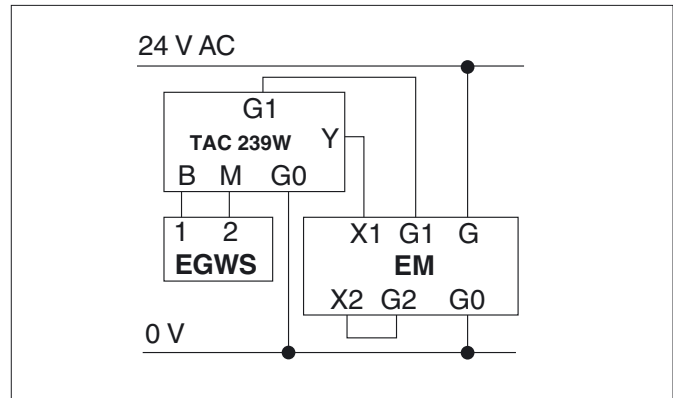 24 V AC
G1
TAC 239W Y
B M G0
1 2
EGWS
X1 G1 G
EM
X2 G2 G0
0 V